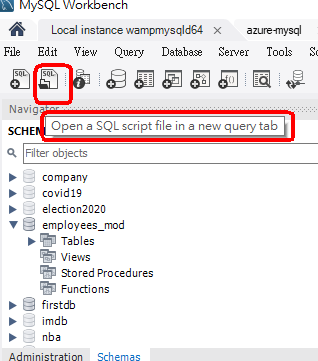 MySQL Workbench
Local instance wampmysqld64
azure-mysql
File Edit View Query Database Server Tools
SQL SQL
Navigator
SCHEM
Open a SQL script file in a new query tab
Filter objects
company
covid19
election2020
employees_mod
Tables
Views
Stored Procedures
Functions
firstdb
imdb
nba
Administration Schemas